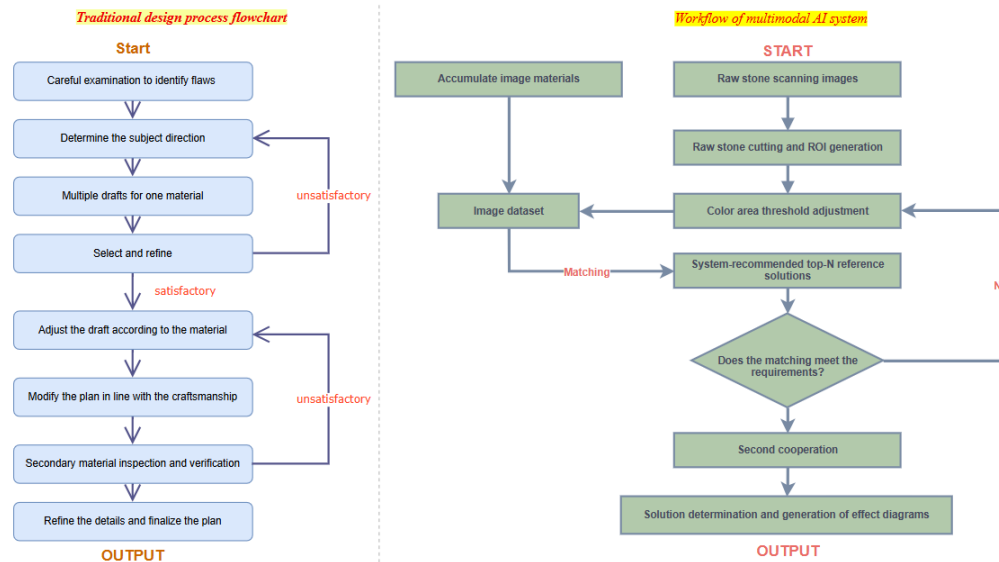 Traditional design process flowchart
Start
Careful examination to identify flaws
Determine the subject direction
Multiple drafts for one material
unsatisfactory
Select and refine
satisfactory
Adjust the draft according to the material
Modify the plan in line with the craftsmanship
unsatisfactory
Secondary material inspection and verification
Refine the details and finalize the plan
OUTPUT
Workflow of multimodal AI system
START
Accumulate image materials
Raw stone scanning images
Raw stone cutting and ROI generation
Image dataset
Color area threshold adjustment
Matching
System-recommended top-N reference
solutions
Does the matching meet the
requirements?
Second cooperation
Solution determination and generation of effect diagrams
OUTPUT